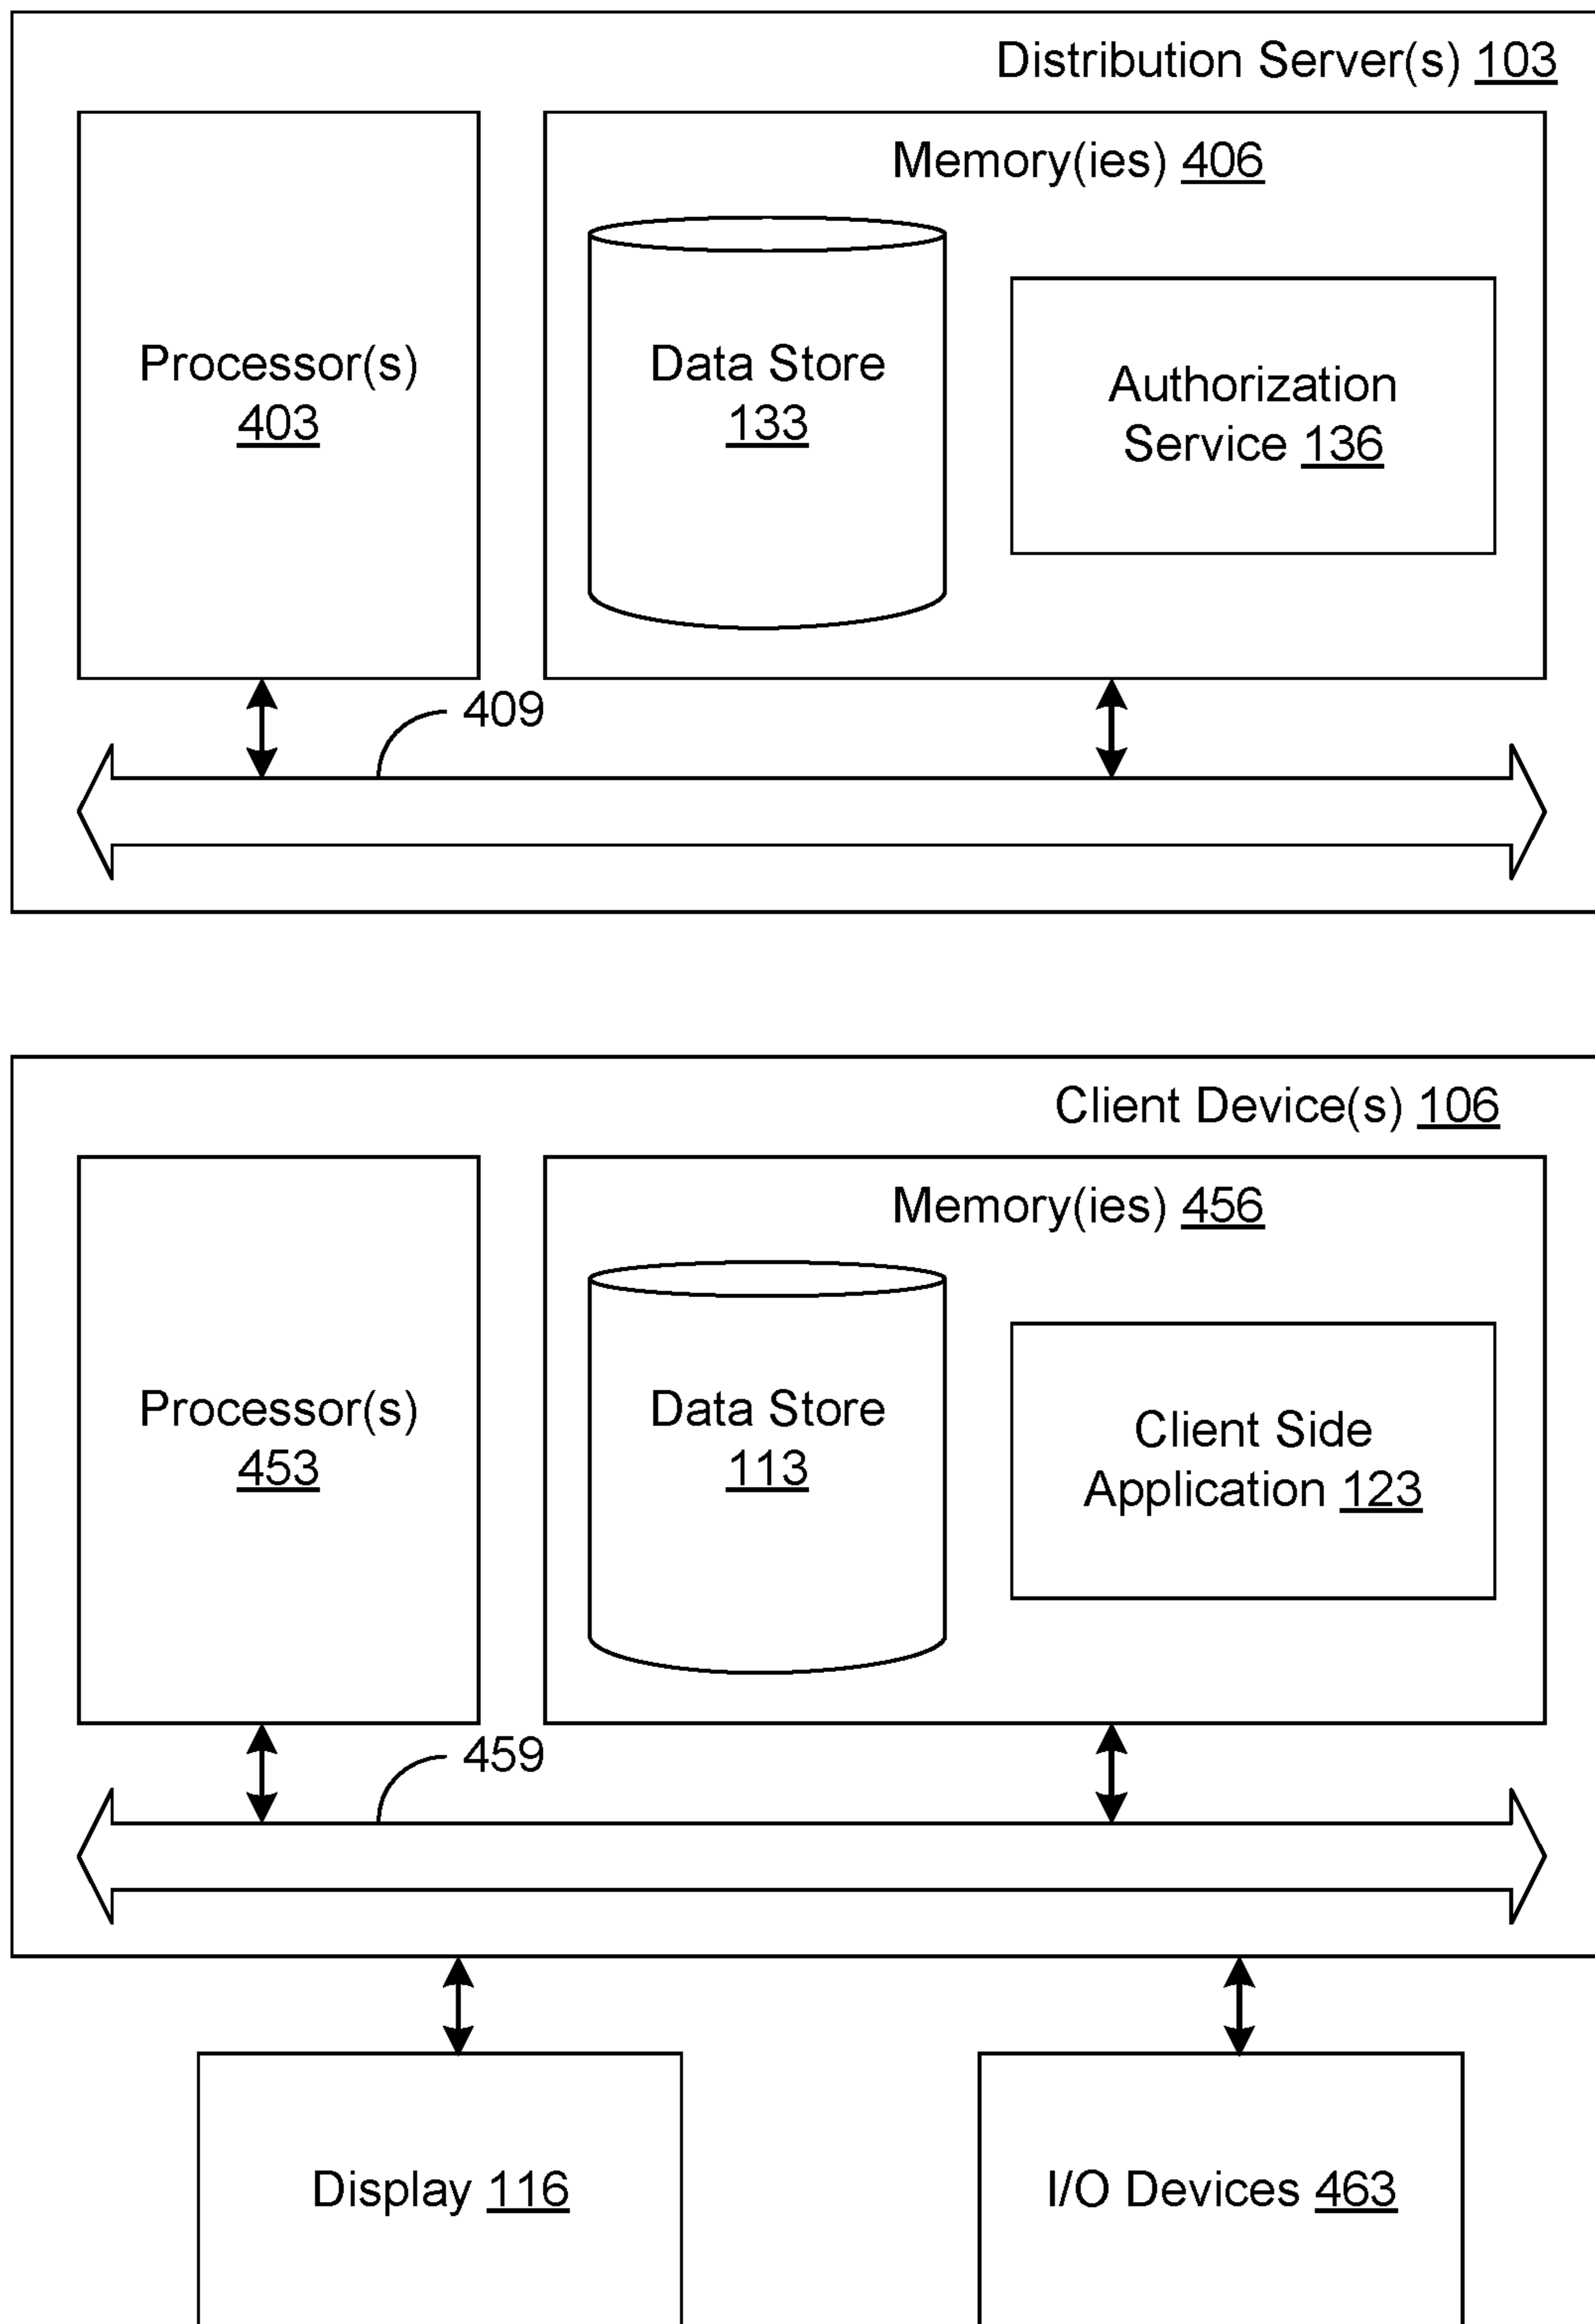 Distribution Server(s) 103
Memory(ies) 406
Processor(s)
403
Data Store
133
Authorization
Service 136
409
Client Device(s) 106
Memory(ies) 456
Processor(s)
453
Data Store
113
Client Side
Application 123
459
Display 116
I/O Devices 463